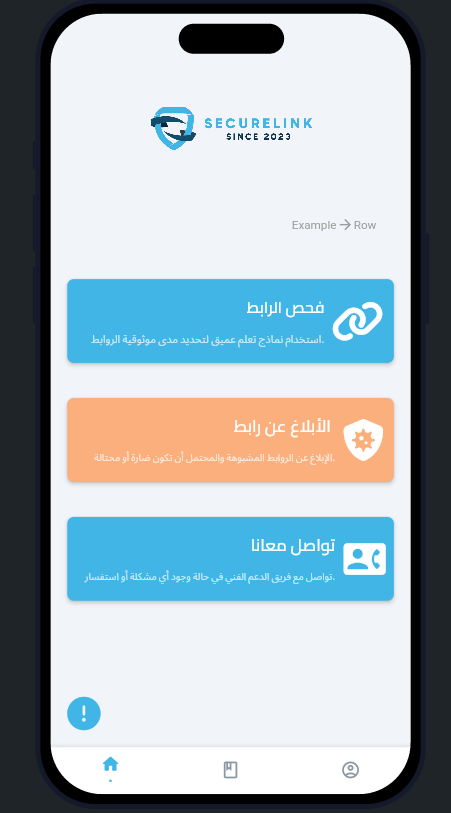 SECURELINK
SINCE 2023
Example → Row
فحص الرابط
استخدام نماذج تعلم عميق لتحديد مدى موثوقية الروابط.
الأبلاغ عن رابط
الإبلاغ عن الروابط المشبوهة والمحتمل أن تكون ضارة أو محتالة.
تواصل معانا
تواصل مع فريق الدعم الفني في حالة وجود أي مشكلة أو استفسار.